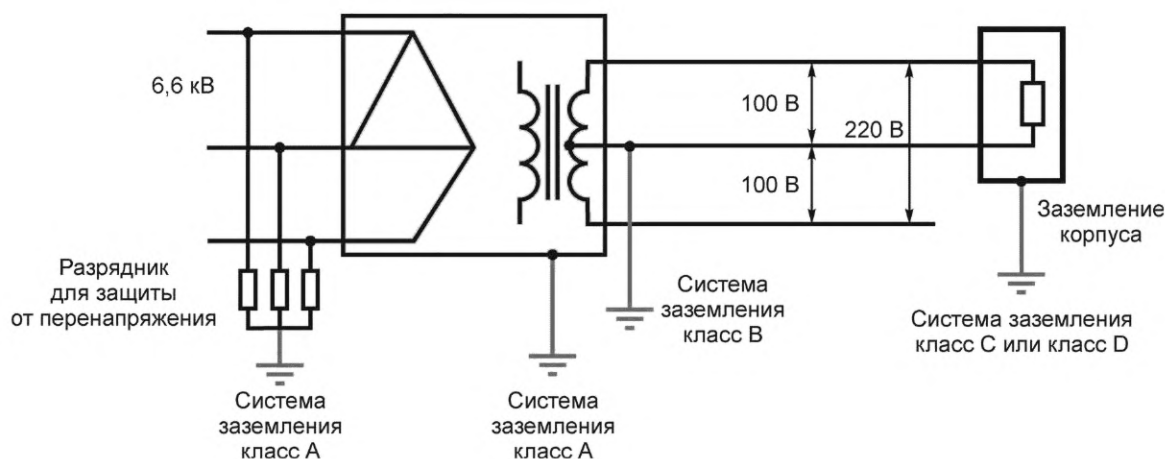 6,6 кВ
100 В
220 В
100 В
Разрядник
для защиты
от перенапряжения
Заземление
корпуса
Система
заземления
класс B
Система заземления
класс C или класс D
Система
заземления
класс A
Система
заземления
класс A